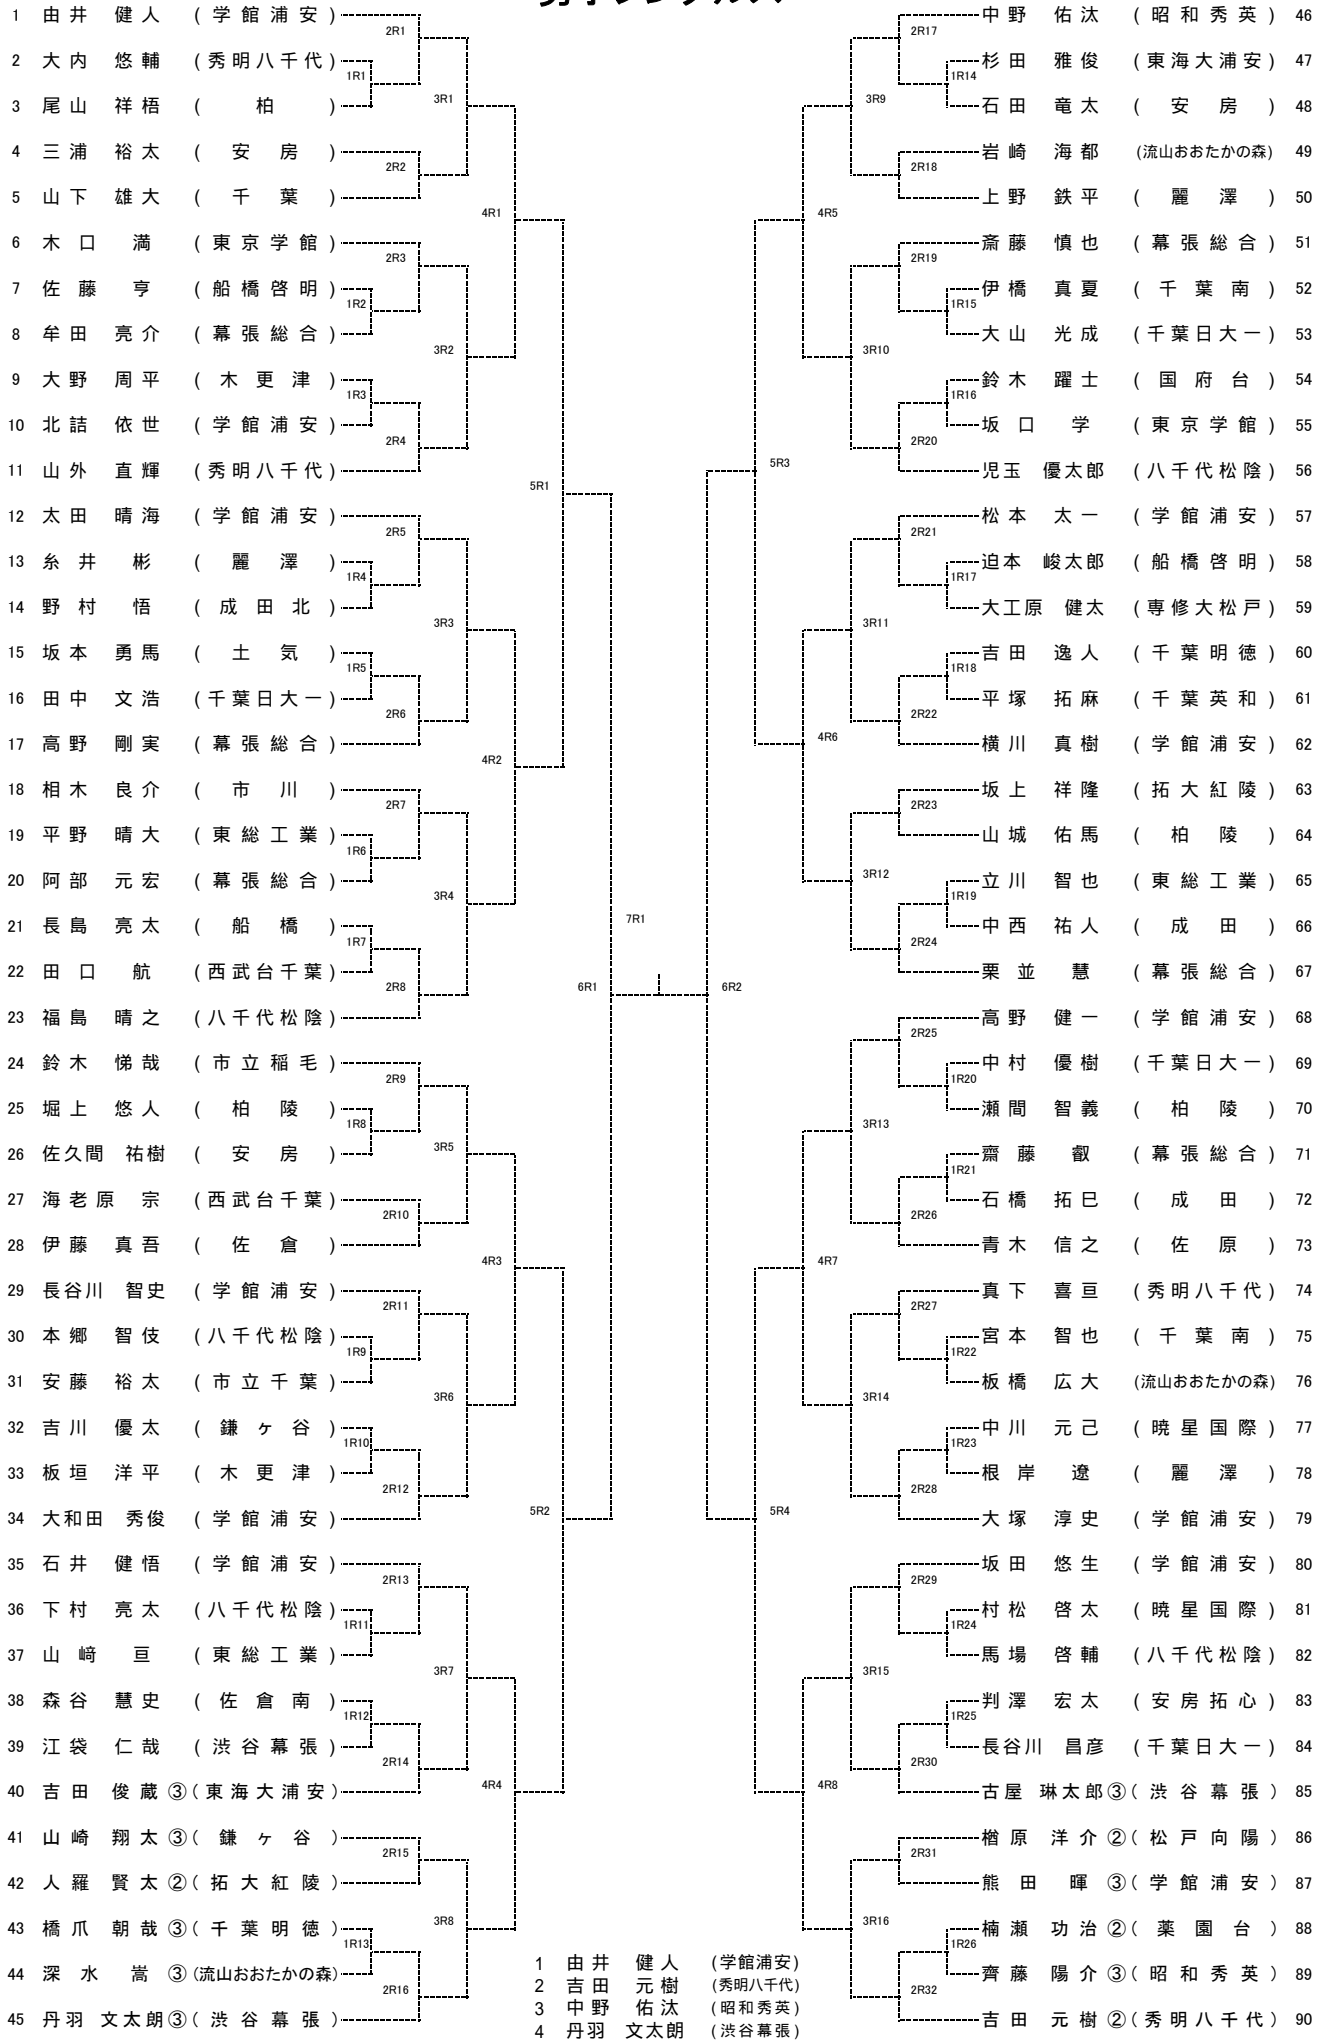 1 由井 健人 (学館浦安)
2 大内 悠輔 (秀明八千代)
3 尾山 祥梧 (柏)
4 三浦 裕太 (安房)
5 山下 雄大 (千葉)
6 木口 満 (東京学館)
7 佐藤 亨 (船橋啓明)
8 牟田 亮介 (幕張総合)
9 大野 周平 (木更津)
10 北詰 依世 (学館浦安)
11 山外 直輝 (秀明八千代)
12 太田 晴海 (学館浦安)
13 糸井 彬 (麗澤)
14 野村 悟 (成田北)
15 坂本 勇馬 (土気)
16 田中 文浩 (千葉日大一)
17 高野 剛実 (幕張総合)
18 相木 良介 (市川)
19 平野 晴大 (東総工業)
20 阿部 元宏 (幕張総合)
21 長島 亮太 (船橋)
22 田口 航 (西武台千葉)
23 福島 晴之 (八千代松陰)
24 鈴木 悌哉 (市立稲毛)
25 堀上 悠人 (柏陵)
26 佐久間 祐樹 (安房)
27 海老原 宗 (西武台千葉)
28 伊藤 真吾 (佐倉)
29 長谷川 智史 (学館浦安)
30 本郷 智伎 (八千代松陰)
31 安藤 裕太 (市立千葉)
32 吉川 優太 (鎌ヶ谷)
33 板垣 洋平 (木更津)
34 大和田 秀俊 (学館浦安)
35 石井 健悟 (学館浦安)
36 下村 亮太 (八千代松陰)
37 山﨑 亘 (東総工業)
38 森谷 慧史 (佐倉南)
39 江袋 仁哉 (渋谷幕張)
40 吉田 俊蔵 ③ (東海大浦安)
41 山崎 翔太 ③ (鎌ヶ谷)
42 人羅 賢太 ② (拓大紅陵)
43 橋爪 朝哉 ③ (千葉明徳)
44 深水 嵩 ③ (流山おおたかの森)
45 丹羽 文太朗 ③ (渋谷幕張)
1R1
1R2
1R3
1R4
1R5
1R6
1R7
1R8
1R9
1R10
1R11
1R12
1R13
2R1
2R2
2R3
2R4
2R5
2R6
2R7
2R8
2R9
2R10
2R11
2R12
2R13
2R14
2R15
2R16
3R1
3R2
3R3
3R4
3R5
3R6
3R7
3R8
4R1
4R2
4R3
4R4
5R1
5R2
6R1
7R1
6R2
5R3
5R4
4R5
4R6
4R7
4R8
3R9
3R10
3R11
3R12
3R13
3R14
3R15
3R16
2R17
2R18
2R19
2R20
2R21
2R22
2R23
2R24
2R25
2R26
2R27
2R28
2R29
2R30
2R31
2R32
1R14
1R15
1R16
1R17
1R18
1R19
1R20
1R21
1R22
1R23
1R24
1R25
1R26
中野 佑汰 (昭和秀英) 46
杉田 雅俊 (東海大浦安) 47
石田 竜太 (安房) 48
岩崎 海都 (流山おおたかの森) 49
上野 鉄平 (麗澤) 50
斎藤 慎也 (幕張総合) 51
伊橋 真夏 (千葉南) 52
大山 光成 (千葉日大一) 53
鈴木 躍士 (国府台) 54
坂口 学 (東京学館) 55
児玉 優太郎 (八千代松陰) 56
松本 太一 (学館浦安) 57
迫本 峻太郎 (船橋啓明) 58
大工原 健太 (専修大松戸) 59
吉田 逸人 (千葉明徳) 60
平塚 拓麻 (千葉英和) 61
横川 真樹 (学館浦安) 62
坂上 祥隆 (拓大紅陵) 63
山城 佑馬 (柏陵) 64
立川 智也 (東総工業) 65
中西 祐人 (成田) 66
栗並 慧 (幕張総合) 67
高野 健一 (学館浦安) 68
中村 優樹 (千葉日大一) 69
瀬間 智義 (柏陵) 70
齋藤 叡 (幕張総合) 71
石橋 拓巳 (成田) 72
青木 信之 (佐原) 73
真下 喜亘 (秀明八千代) 74
宮本 智也 (千葉南) 75
板橋 広大 (流山おおたかの森) 76
中川 元己 (暁星国際) 77
根岸 遼 (麗澤) 78
大塚 淳史 (学館浦安) 79
坂田 悠生 (学館浦安) 80
村松 啓太 (暁星国際) 81
馬場 啓輔 (八千代松陰) 82
判澤 宏太 (安房拓心) 83
長谷川 昌彦 (千葉日大一) 84
古屋 琳太郎 ③ (渋谷幕張) 85
楢原 洋介 ② (松戸向陽) 86
熊田 暉 ③ (学館浦安) 87
楠瀬 功治 ② (薬園台) 88
齊藤 陽介 ③ (昭和秀英) 89
吉田 元樹 ② (秀明八千代) 90
1 由井 健人 (学館浦安)
2 吉田 元樹 (秀明八千代)
3 中野 佑汰 (昭和秀英)
4 丹羽 文太朗 (渋谷幕張)